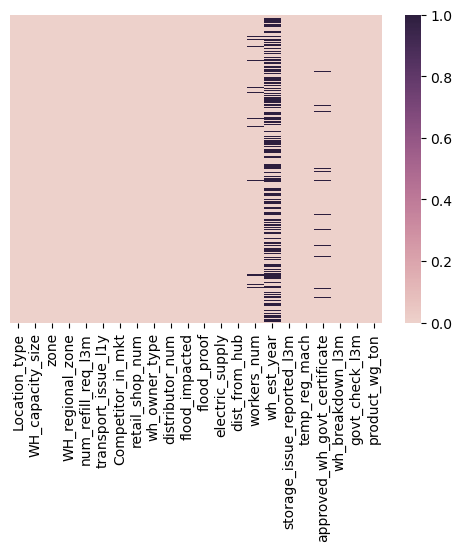 1.0
0.8
0.6
0.4
0.2
0.0
Location_type
WH_capacity_size
zone
WH_regional_zone
num_refill_req_l3m
transport_issue_l1y
Competitor_in_mkt
retail_shop_num
wh_owner_type
distributor_num
flood_impacted
flood_proof
electric_supply
dist_from_hub
workers_num
wh_est_year
storage_issue_reported_l3m
temp_reg_mach
approved_wh_govt_certificate
wh_breakdown_l3m
govt_check_l3m
product_wg_ton